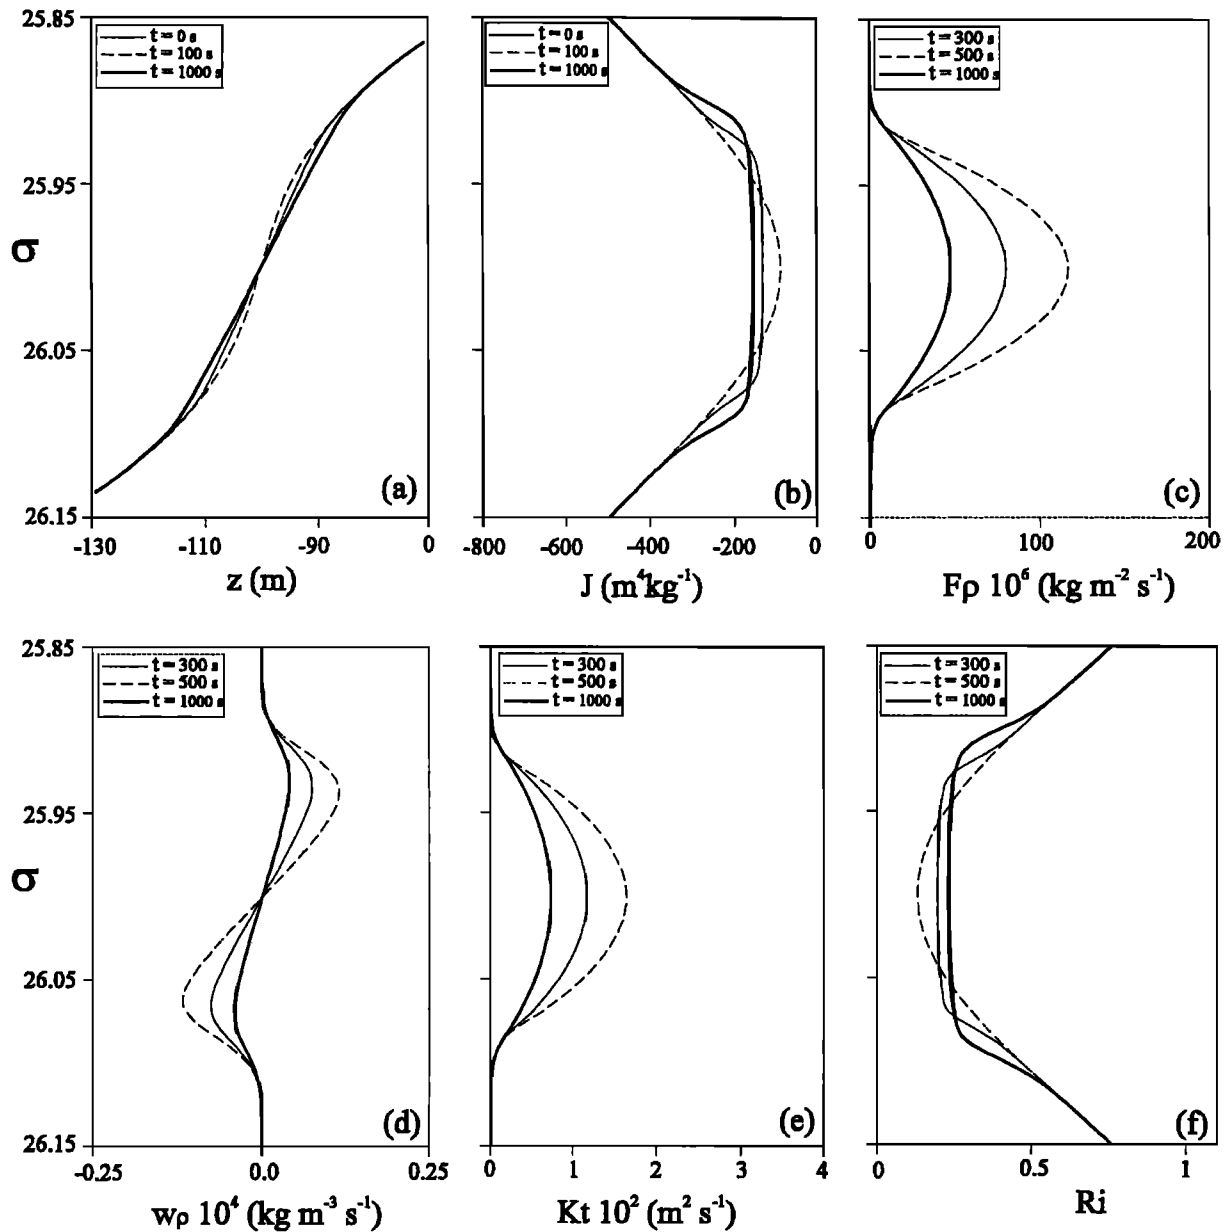 25.85
25.95
26.05
26.15
σ
t = 0 s
t = 100 s
t = 1000 s
(a)
-130 -110 -90 0
z (m)
t = 0 s
t = 100 s
t = 1000 s
(b)
-800 -600 -400 -200 0
J (m⁴kg⁻¹)
t = 300 s
t = 500 s
t = 1000 s
(c)
0 100 200
Fρ 10⁶ (kg m⁻² s⁻¹)
25.85
25.95
26.05
26.15
σ
t = 300 s
t = 500 s
t = 1000 s
(d)
-0.25 0.0 0.25
wρ 10⁴ (kg m⁻³ s⁻¹)
t = 300 s
t = 500 s
t = 1000 s
(e)
0 1 2 3 4
Kt 10² (m² s⁻¹)
t = 300 s
t = 500 s
t = 1000 s
(f)
0 0.5 1
Ri